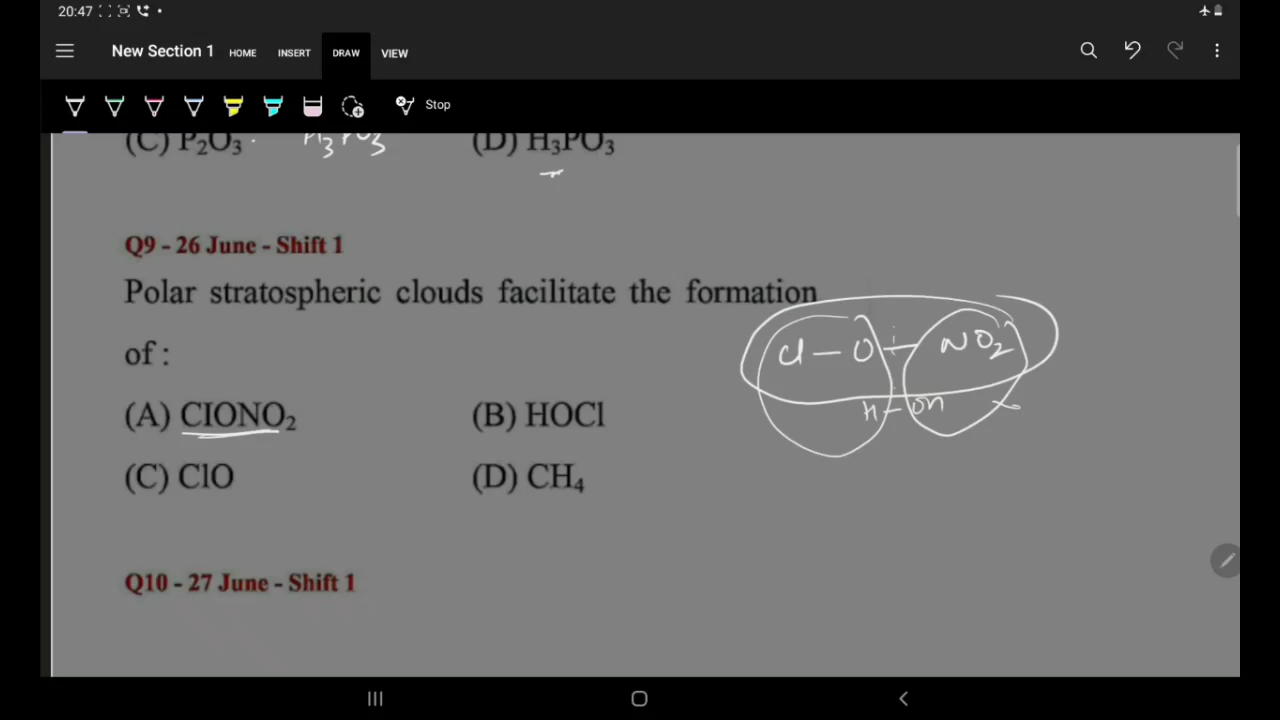 20:47
New Section 1 HOME INSERT DRAW VIEW
Stop
(C) P₂O₃ H₃PO₃ (D) H₃PO₃
Q9 - 26 June - Shift 1
Polar stratospheric clouds facilitate the formation
of :
Cl – O – NO₂
H – OH
(A) ClONO₂ (B) HOCl
(C) ClO (D) CH₄
Q10 - 27 June - Shift 1